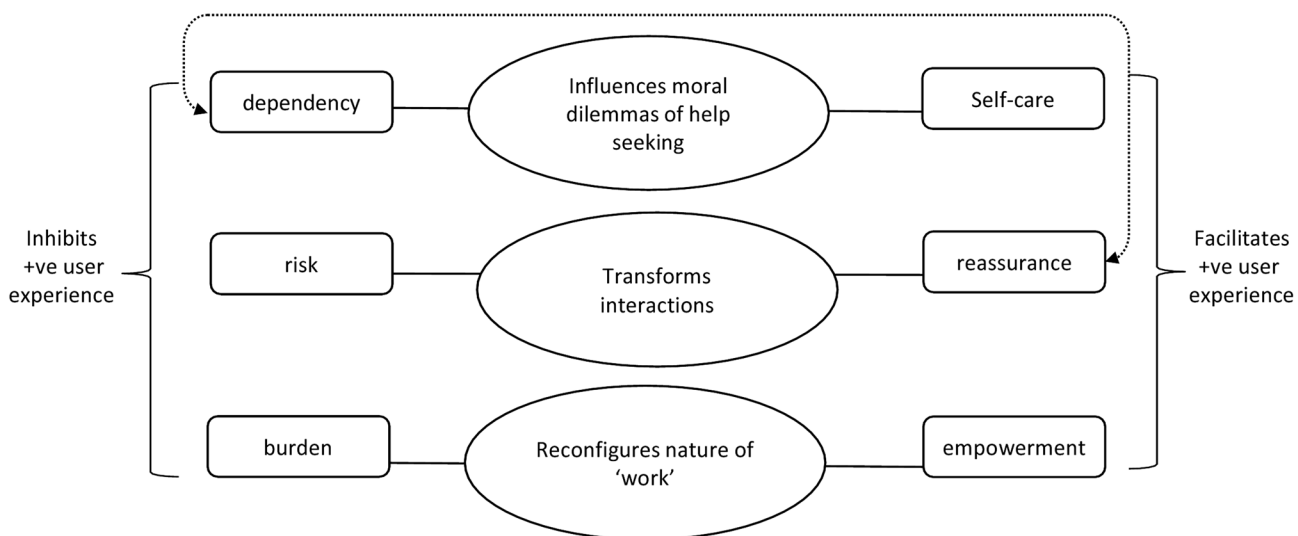 dependency
Influences moral
dilemmas of help
seeking
Self-care
Inhibits
+ve user
experience
risk
Transforms
interactions
reassurance
Facilitates
+ve user
experience
burden
Reconfigures nature of
‘work’
empowerment